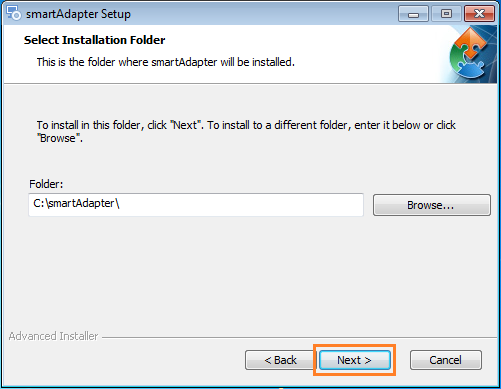 smartAdapter Setup
Select Installation Folder
This is the folder where smartAdapter will be installed.
To install in this folder, click "Next". To install to a different folder, enter it below or click
"Browse".
Folder:
C:\smartAdapter\
Browse...
Advanced Installer
< Back
Next >
Cancel